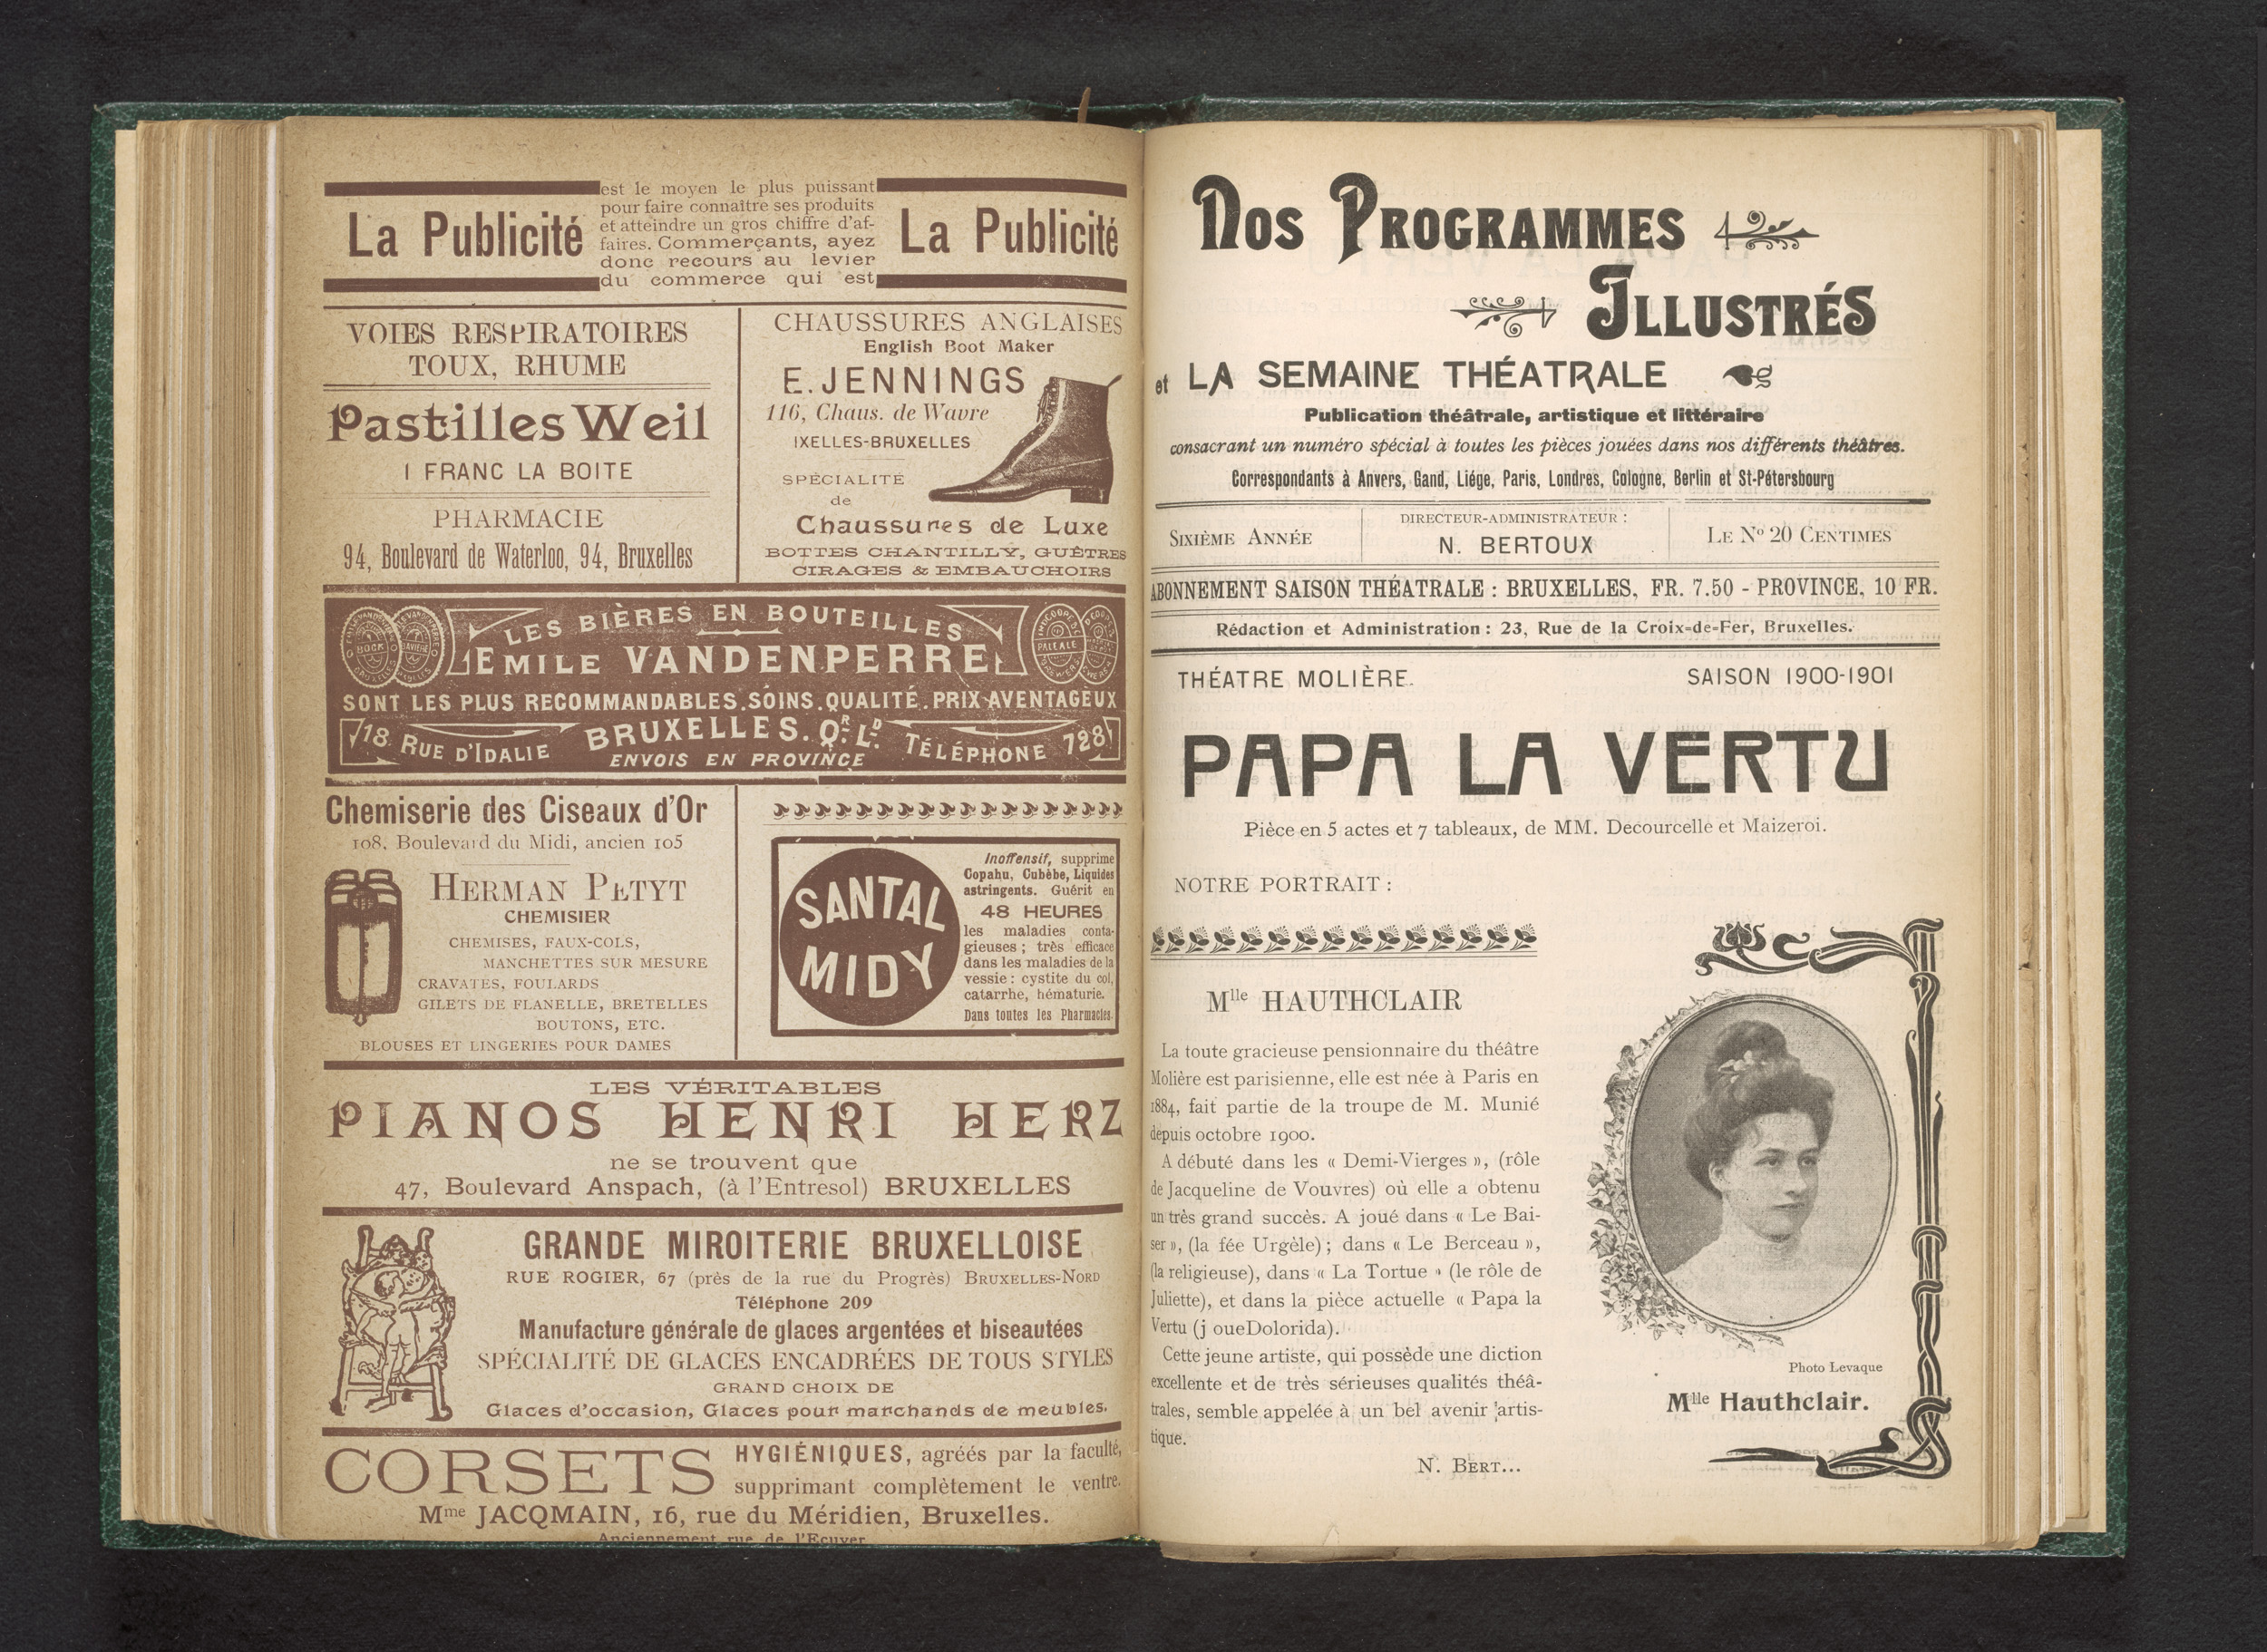 La Publicité
est le moyen le plus puissant
pour faire connaître ses produits
et atteindre un gros chiffre d'af-
faires. Commerçants, ayez
donc recours au levier
du commerce qui est
La Publicité
VOIES RESPIRATOIRES
TOUX, RHUME
Pastilles Weil
1 FRANC LA BOITE
PHARMACIE
94, Boulevard de Waterloo, 94, Bruxelles
CHAUSSURES ANGLAISES
English Boot Maker
E. JENNINGS
116, Chaus. de Wavre
IXELLES-BRUXELLES
SPÉCIALITÉ
de
Chaussures de Luxe
BOTTES CHANTILLY, GUÊTRES
CIRAGES & EMBAUCHOIRS
LES BIÈRES EN BOUTEILLES
EMILE VANDENPERRE
BOCK
BAVIÈRE
PALE ALE
SONT LES PLUS RECOMMANDABLES. SOINS. QUALITÉ. PRIX AVENTAGEUX
18 RUE D'IDALIE BRUXELLES. QR. LD. TÉLÉPHONE 728
ENVOIS EN PROVINCE
Chemiserie des Ciseaux d'Or
108, Boulevard du Midi, ancien 105
HERMAN PETYT
CHEMISIER
CHEMISES, FAUX-COLS,
MANCHETTES SUR MESURE
CRAVATES, FOULARDS
GILETS DE FLANELLE, BRETELLES
BOUTONS, ETC.
BLOUSES ET LINGERIES POUR DAMES
SANTAL
MIDY
Inoffensif, supprime
Copahu, Cubèbe, Liquides
astringents. Guérit en
48 HEURES
les maladies conta-
gieuses ; très efficace
dans les maladies de la
vessie : cystite du col,
catarrhe, hématurie.
Dans toutes les Pharmacies.
LES VÉRITABLES
PIANOS HENRI HERZ
ne se trouvent que
47, Boulevard Anspach, (à l'Entresol) BRUXELLES
GRANDE MIROITERIE BRUXELLOISE
RUE ROGIER, 67 (près de la rue du Progrès) BRUXELLES-NORD
Téléphone 209
Manufacture générale de glaces argentées et biseautées
SPÉCIALITÉ DE GLACES ENCADRÉES DE TOUS STYLES
GRAND CHOIX DE
Glaces d'occasion, Glaces pour marchands de meubles.
CORSETS
HYGIÉNIQUES, agréés par la faculté,
supprimant complètement le ventre.
Mme JACQMAIN, 16, rue du Méridien, Bruxelles.
Anciennement rue de l'Ecuyer
Nos Programmes
Illustrés
et LA SEMAINE THÉATRALE
Publication théâtrale, artistique et littéraire
consacrant un numéro spécial à toutes les pièces jouées dans nos différents théâtres.
Correspondants à Anvers, Gand, Liége, Paris, Londres, Cologne, Berlin et St-Pétersbourg
SIXIÈME ANNÉE
DIRECTEUR-ADMINISTRATEUR :
N. BERTOUX
LE No 20 CENTIMES
ABONNEMENT SAISON THÉATRALE : BRUXELLES, FR. 7.50 - PROVINCE, 10 FR.
Rédaction et Administration : 23, Rue de la Croix-de-Fer, Bruxelles.
THÉATRE MOLIÈRE. SAISON 1900-1901
PAPA LA VERTU
Pièce en 5 actes et 7 tableaux, de MM. Decourcelle et Maizeroi.
NOTRE PORTRAIT :
Mlle HAUTHCLAIR
La toute gracieuse pensionnaire du théâtre
Molière est parisienne, elle est née à Paris en
1884, fait partie de la troupe de M. Munié
depuis octobre 1900.
A débuté dans les « Demi-Vierges », (rôle
de Jacqueline de Vouvres) où elle a obtenu
un très grand succès. A joué dans « Le Bai-
ser », (la fée Urgèle) ; dans « Le Berceau »,
(la religieuse), dans « La Tortue » (le rôle de
Juliette), et dans la pièce actuelle « Papa la
Vertu (j oueDolorida).
Cette jeune artiste, qui possède une diction
excellente et de très sérieuses qualités théâ-
trales, semble appelée à un bel avenir artis-
tique.
N. BERT...
Photo Levaque
Mlle Hauthclair.